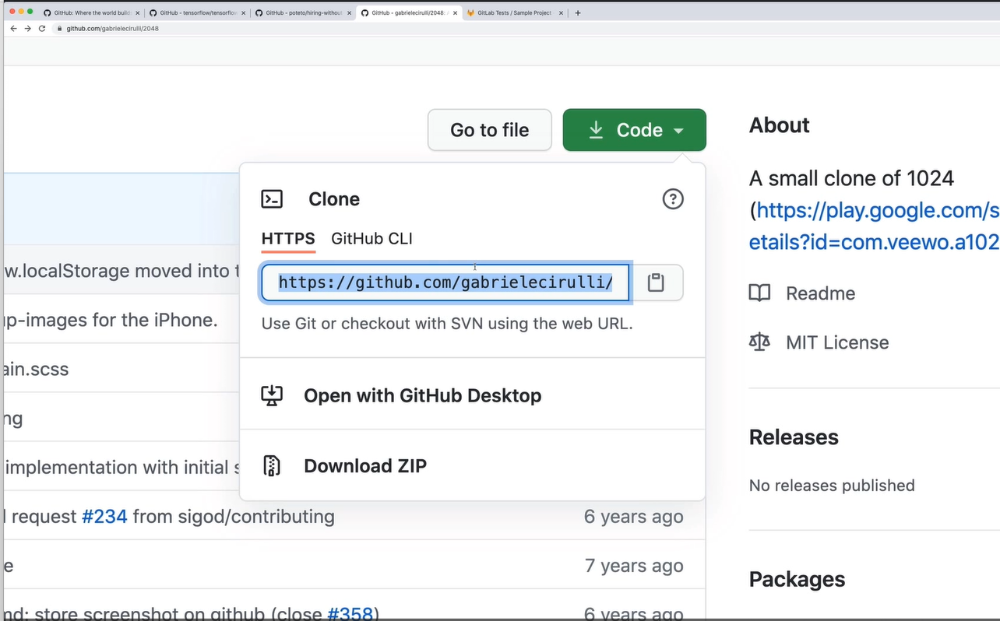 GitHub: Where the world build
GitHub - tensorflow/tensorflow
GitHub - poteto/hiring-without
GitHub - gabrielecirulli/2048:
GitLab Tests / Sample Project
github.com/gabrielecirulli/2048
Go to file
Code
Clone
HTTPS GitHub CLI
https://github.com/gabrielecirulli/
Use Git or checkout with SVN using the web URL.
Open with GitHub Desktop
Download ZIP
w.localStorage moved into t
up-images for the iPhone.
ain.scss
ng
implementation with initial s
l request #234 from sigod/contributing 6 years ago
e 7 years ago
md: store screenshot on github (close #358) 6 years ago
About
A small clone of 1024
(https://play.google.com/s
etails?id=com.veewo.a102
Readme
MIT License
Releases
No releases published
Packages